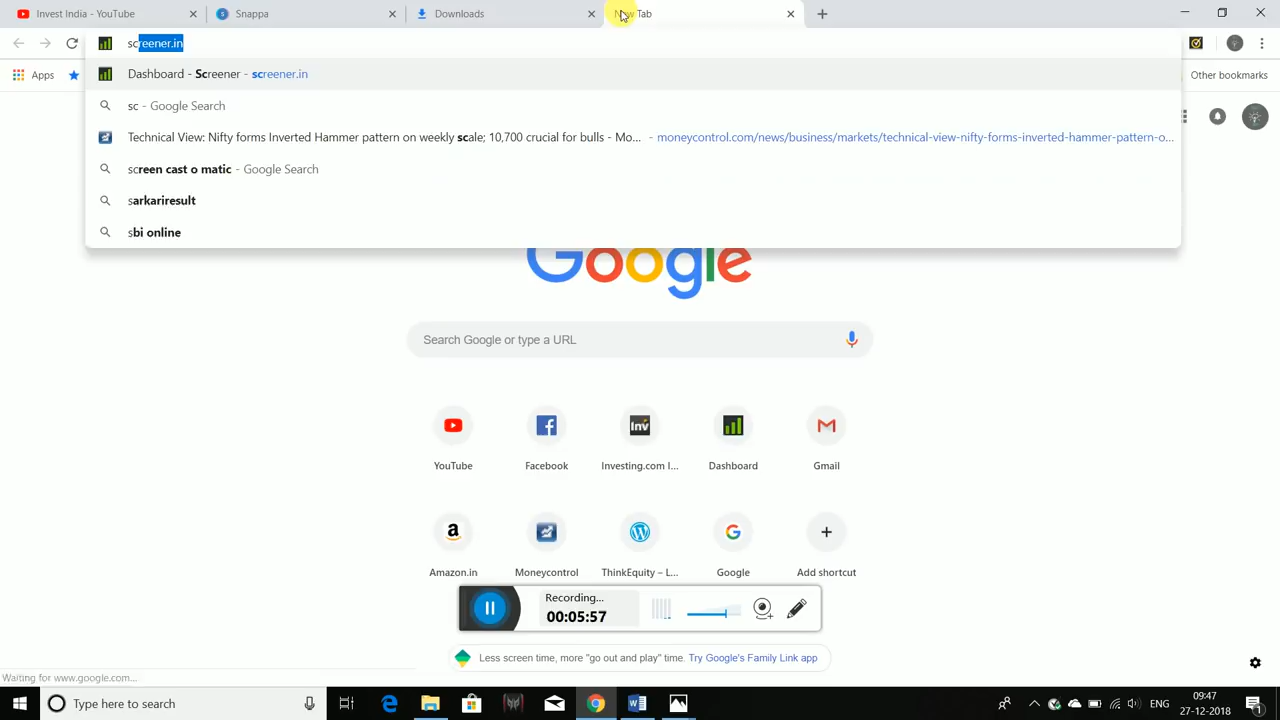 Invest India - YouTube
Snappa
Downloads
New Tab
screener.in
Apps
Other bookmarks
Dashboard - Screener - screener.in
sc - Google Search
Technical View: Nifty forms Inverted Hammer pattern on weekly scale; 10,700 crucial for bulls - Mo... - moneycontrol.com/news/business/markets/technical-view-nifty-forms-inverted-hammer-pattern-o...
screen cast o matic - Google Search
sarkariresult
sbi online
Google
Search Google or type a URL
Inv
YouTube
Facebook
Investing.com I...
Dashboard
Gmail
Amazon.in
Moneycontrol
ThinkEquity – L...
Google
Add shortcut
Recording...
00:05:57
Less screen time, more "go out and play" time. Try Google's Family Link app
Waiting for www.google.com...
Type here to search
ENG
09:47
27-12-2018